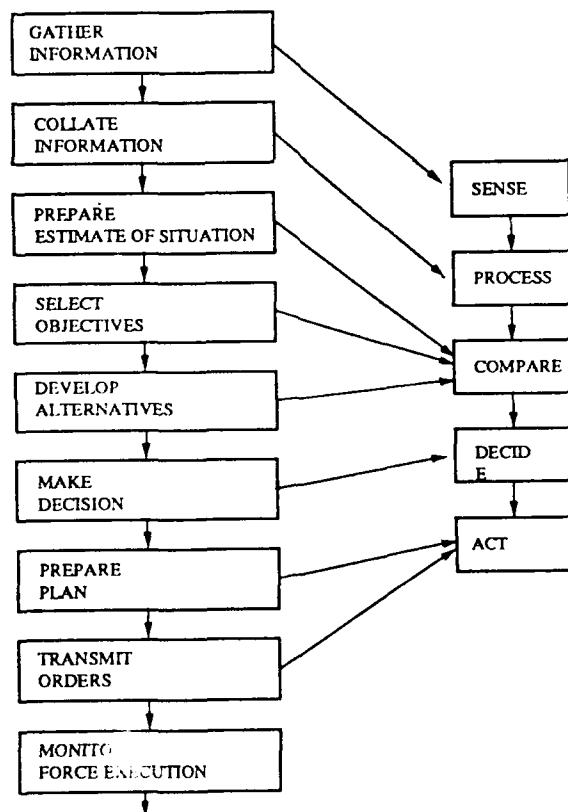 GATHER
INFORMATION
COLLATE
INFORMATION
PREPARE
ESTIMATE OF SITUATION
SELECT
OBJECTIVES
DEVELOP
ALTERNATIVES
MAKE
DECISION
PREPARE
PLAN
TRANSMIT
ORDERS
MONITO
FORCE EXECUTION
SENSE
PROCESS
COMPARE
DECID
E
ACT